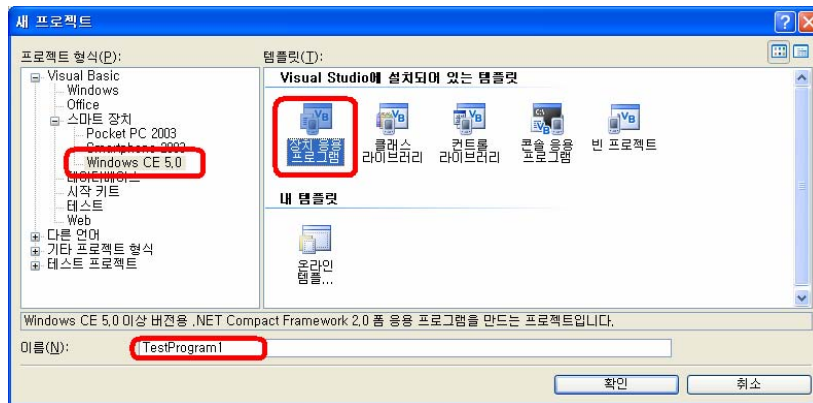 새 프로젝트
프로젝트 형식(P):
템플릿(T):
Visual Basic
Windows
Office
스마트 장치
Pocket PC 2003
Smartphone 2003
Windows CE 5.0
데이터베이스
시작 키트
테스트
Web
다른 언어
기타 프로젝트 형식
테스트 프로젝트
Visual Studio에 설치되어 있는 템플릿
장치 응용 프로그램
클래스 라이브러리
컨트롤 라이브러리
콘솔 응용 프로그램
빈 프로젝트
내 템플릿
온라인 템플...
Windows CE 5.0 이상 버전용 .NET Compact Framework 2.0 폼 응용 프로그램을 만드는 프로젝트입니다.
이름(N):
TestProgram1
확인
취소